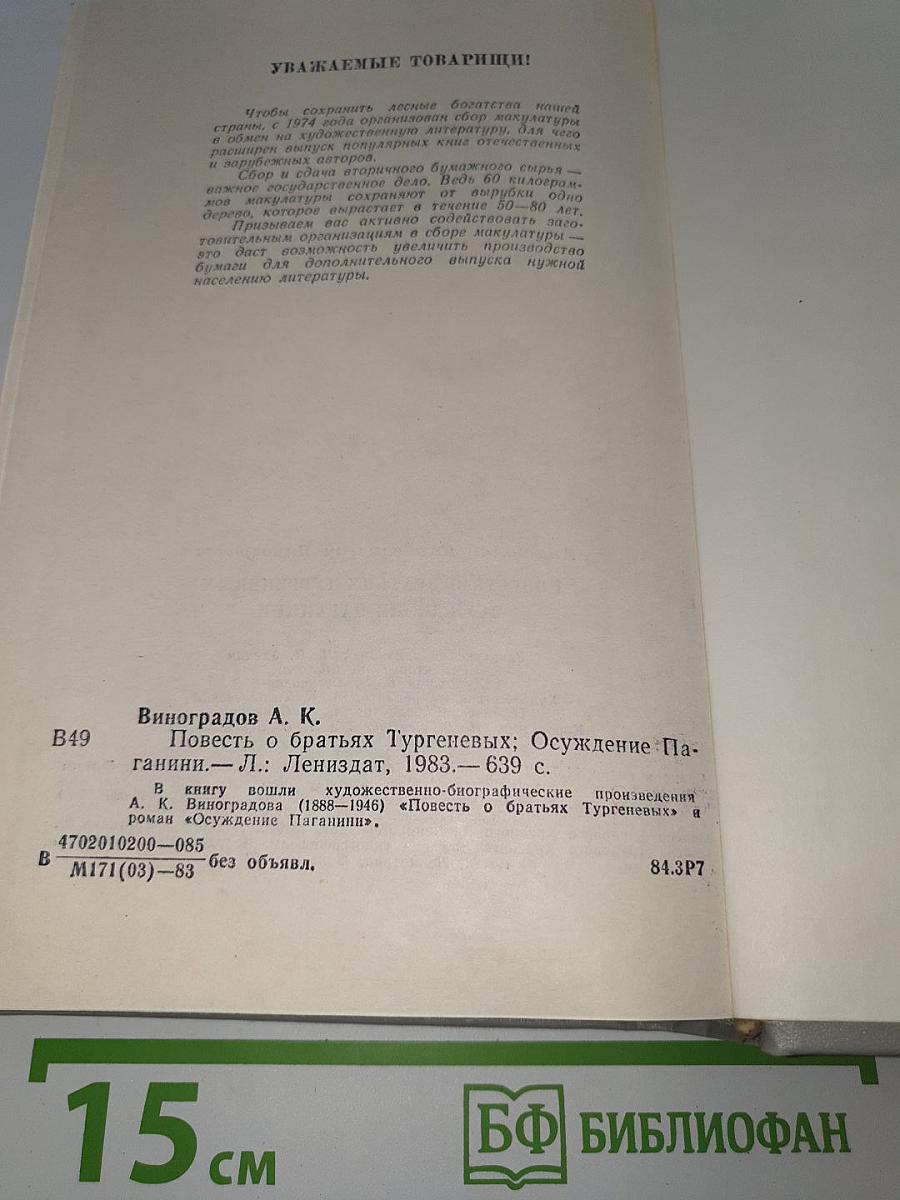 УВАЖАЕМЫЕ ТОВАРИЩИ!
Чтобы сохранить лесные богатства нашей
страны, с 1974 года организован сбор макулатуры
в обмен на художественную литературу, для чего
расширен выпуск популярных книг отечественных
и зарубежных авторов.
Сбор и сдача вторичного бумажного сырья —
важное государственное дело. Ведь 60 килограм-
мов макулатуры сохраняют от вырубки одно
дерево, которое вырастает в течение 50—80 лет.
Призываем вас активно содействовать заго-
товительным организациям в сборе макулатуры —
это даст возможность увеличить производство
бумаги для дополнительного выпуска нужной
населению литературы.
Виноградов А. К.
В49 Повесть о братьях Тургеневых; Осуждение Па-
ганини.— Л.: Лениздат, 1983.— 639 с.
В книгу вошли художественно-биографические произведения
А. К. Виноградова (1888—1946) «Повесть о братьях Тургеневых» и
роман «Осуждение Паганини».
4702010200—085
В без объявл. 84.3Р7
М171(03)—83
15 см
БФ БИБЛИОФАН